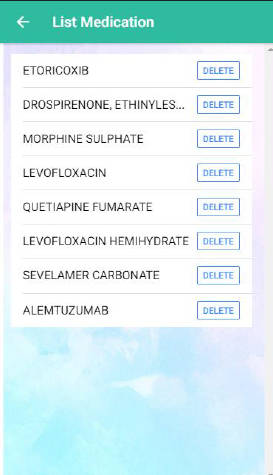 List Medication
ETORICOXIB DELETE
DROSPIRENONE, ETHINYLES... DELETE
MORPHINE SULPHATE DELETE
LEVOFLOXACIN DELETE
QUETIAPINE FUMARATE DELETE
LEVOFLOXACIN HEMIHYDRATE DELETE
SEVELAMER CARBONATE DELETE
ALEMTUZUMAB DELETE